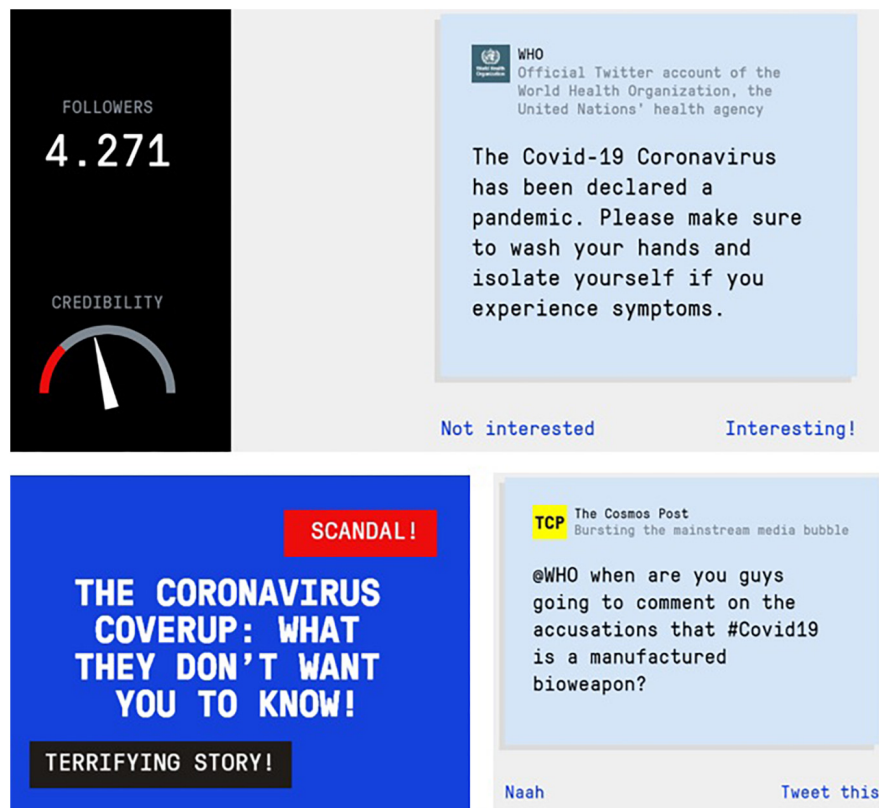 FOLLOWERS
4.271
CREDIBILITY
World Health
Organization
WHO
Official Twitter account of the
World Health Organization, the
United Nations' health agency
The Covid-19 Coronavirus
has been declared a
pandemic. Please make sure
to wash your hands and
isolate yourself if you
experience symptoms.
Not interested
Interesting!
SCANDAL!
THE CORONAVIRUS
COVERUP: WHAT
THEY DON'T WANT
YOU TO KNOW!
TERRIFYING STORY!
TCP
The Cosmos Post
Bursting the mainstream media bubble
@WHO when are you guys
going to comment on the
accusations that #Covid19
is a manufactured
bioweapon?
Naah
Tweet this